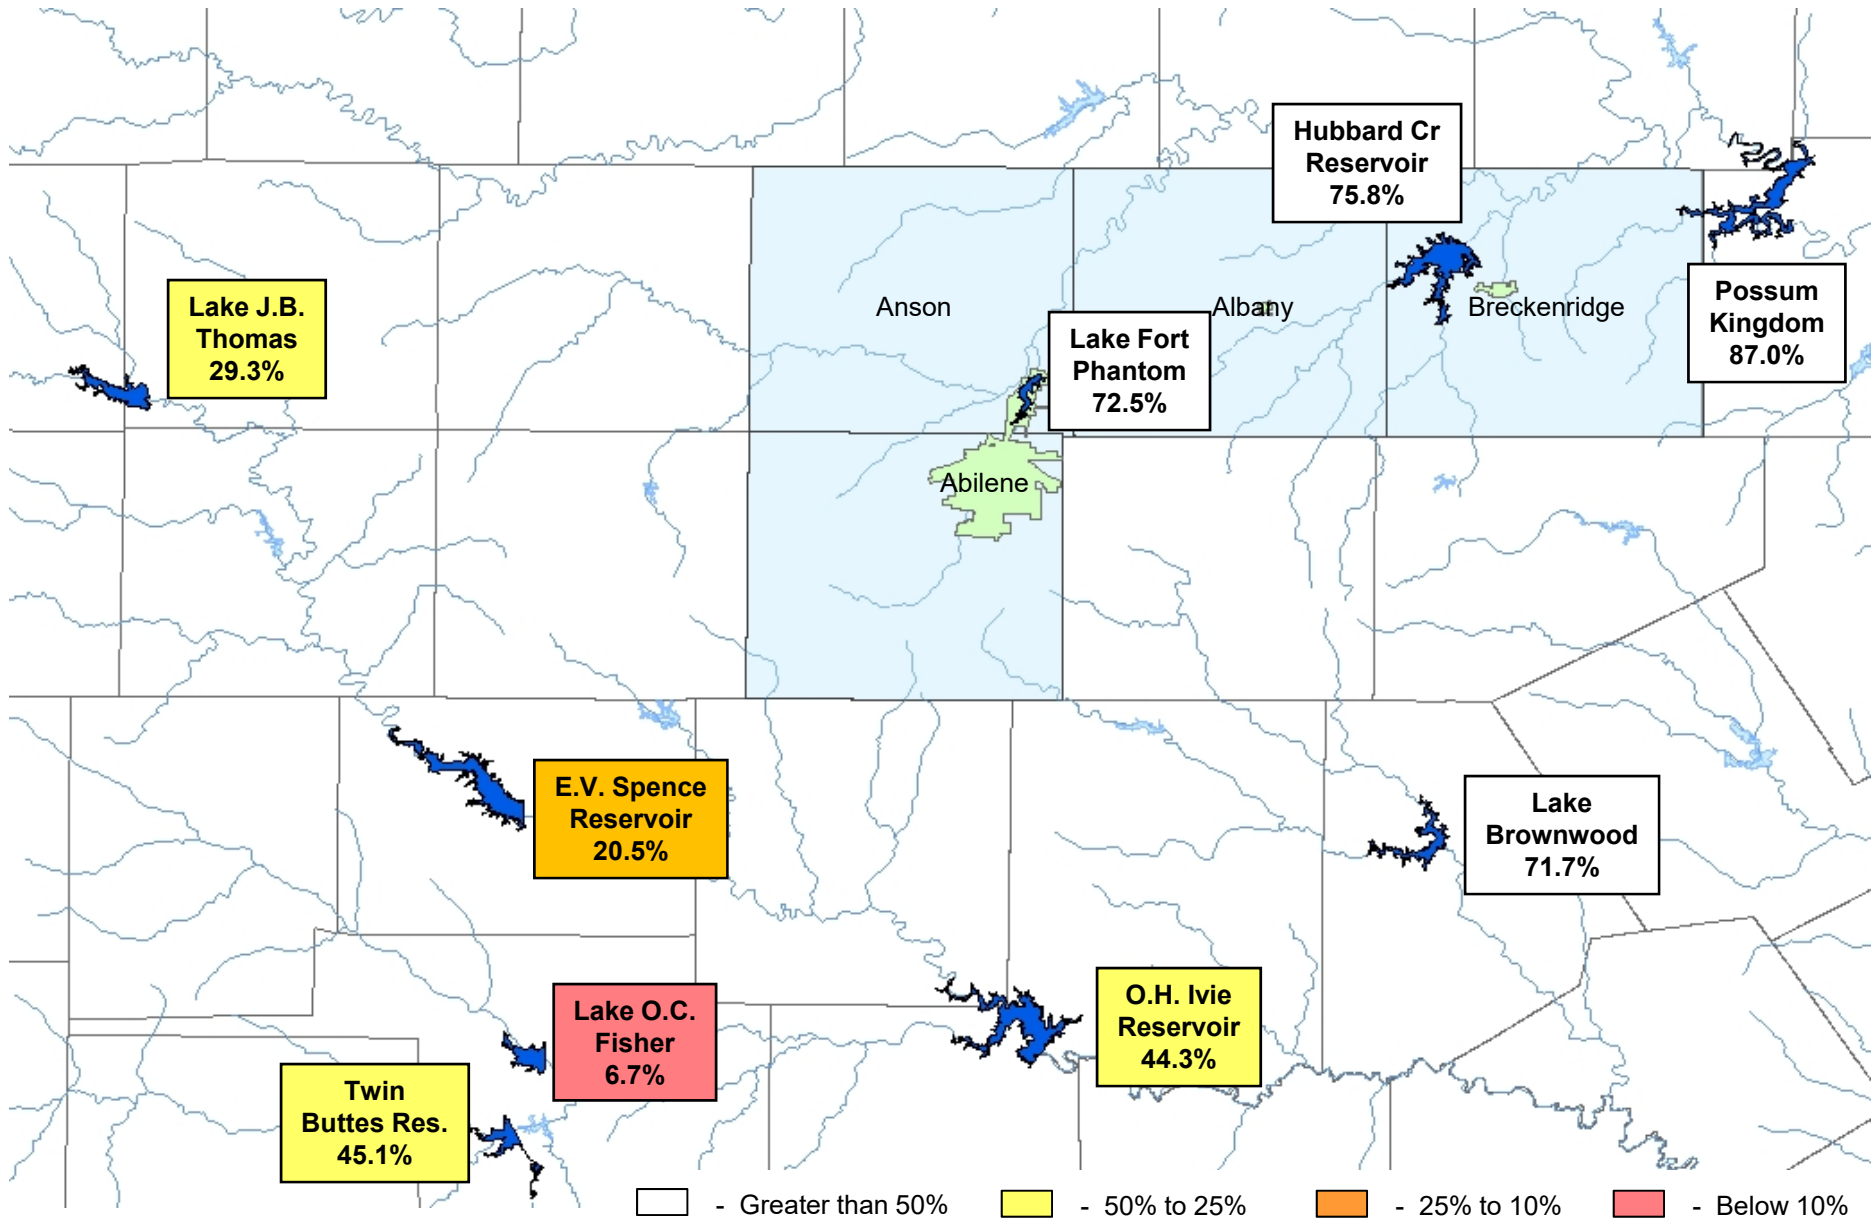 Hubbard Cr
Reservoir
75.8%
Possum
Kingdom
87.0%
Lake J.B.
Thomas
29.3%
Anson
Albany
Breckenridge
Lake Fort
Phantom
72.5%
Abilene
E.V. Spence
Reservoir
20.5%
Lake
Brownwood
71.7%
Lake O.C.
Fisher
6.7%
O.H. Ivie
Reservoir
44.3%
Twin
Buttes Res.
45.1%
- Greater than 50%
- 50% to 25%
- 25% to 10%
- Below 10%